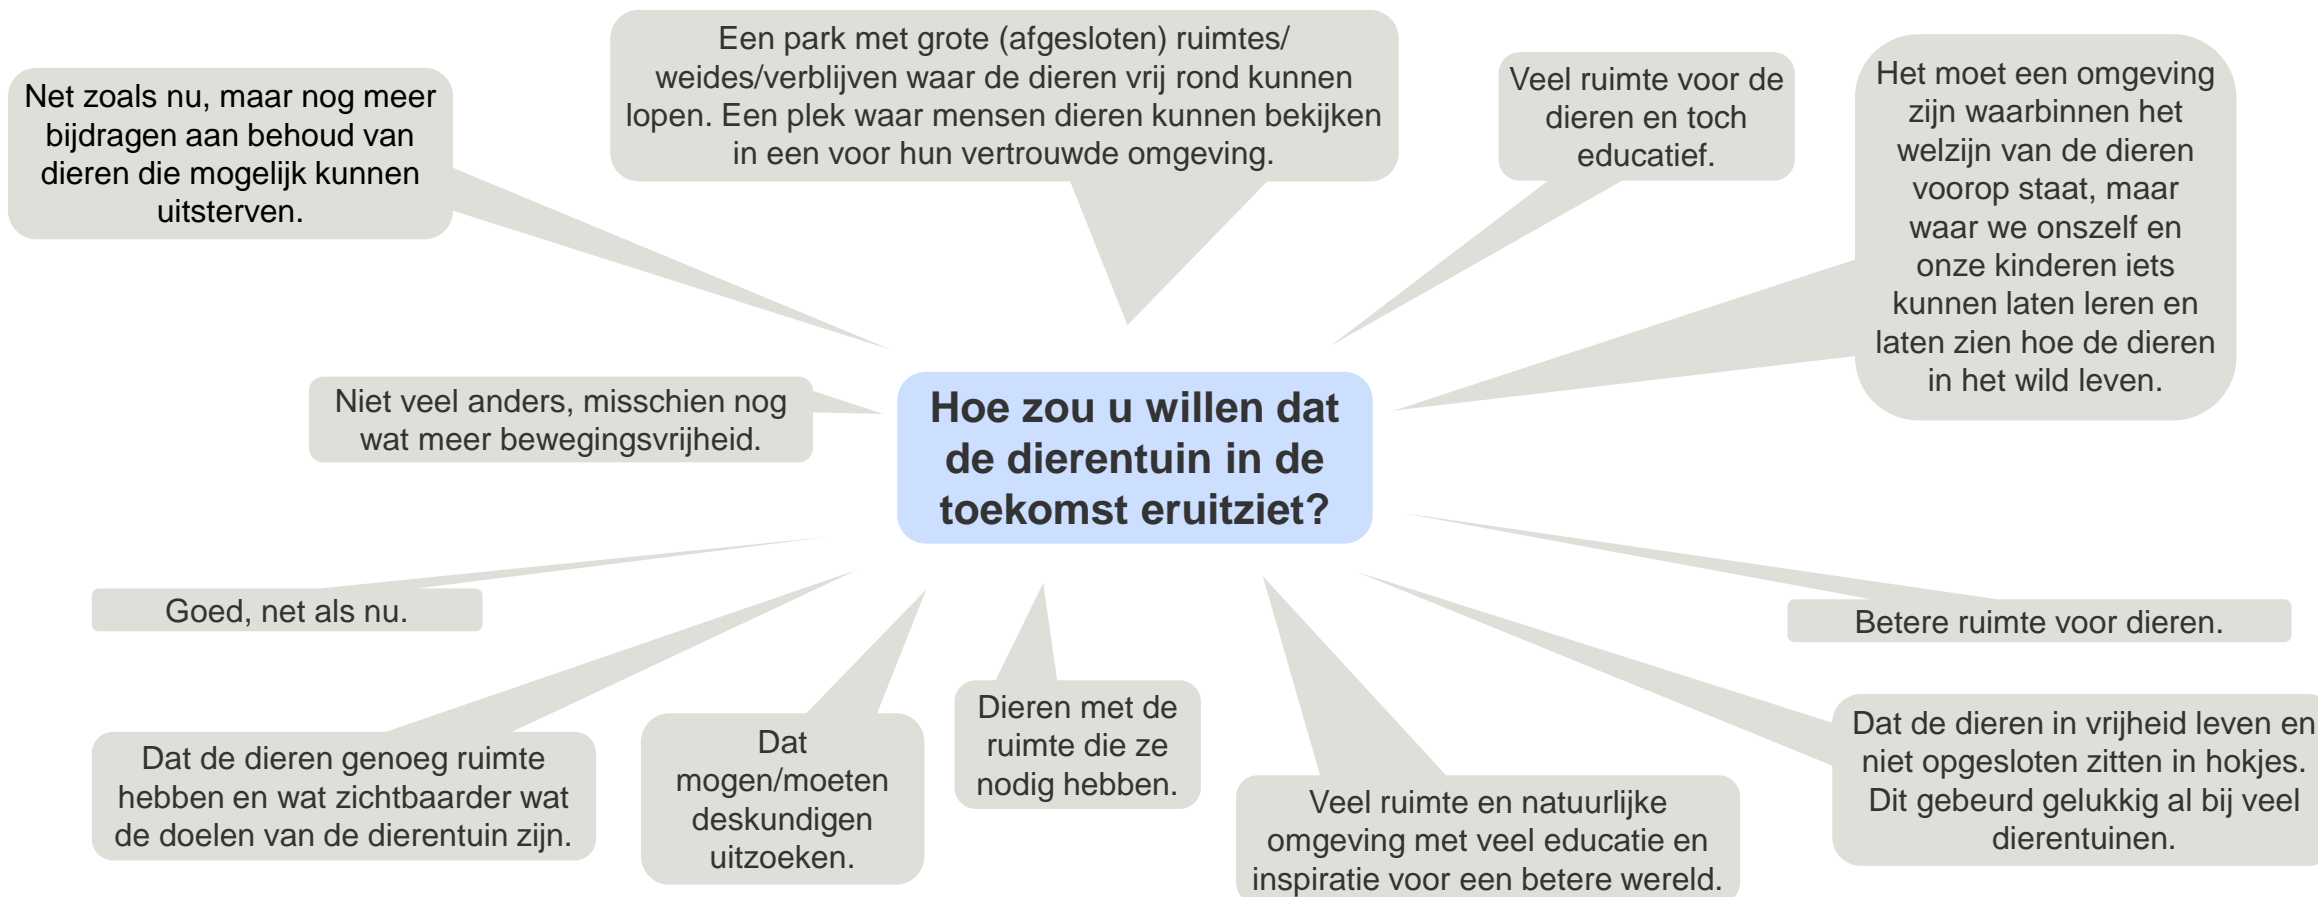 Net zoals nu, maar nog meer
bijdragen aan behoud van
dieren die mogelijk kunnen
uitsterven.
Een park met grote (afgesloten) ruimtes/
weides/verblijven waar de dieren vrij rond kunnen
lopen. Een plek waar mensen dieren kunnen bekijken
in een voor hun vertrouwde omgeving.
Veel ruimte voor de
dieren en toch
educatief.
Het moet een omgeving
zijn waarbinnen het
welzijn van de dieren
voorop staat, maar
waar we onszelf en
onze kinderen iets
kunnen laten leren en
laten zien hoe de dieren
in het wild leven.
Niet veel anders, misschien nog
wat meer bewegingsvrijheid.
Hoe zou u willen dat
de dierentuin in de
toekomst eruitziet?
Goed, net als nu.
Betere ruimte voor dieren.
Dat de dieren genoeg ruimte
hebben en wat zichtbaarder wat
de doelen van de dierentuin zijn.
Dat
mogen/moeten
deskundigen
uitzoeken.
Dieren met de
ruimte die ze
nodig hebben.
Veel ruimte en natuurlijke
omgeving met veel educatie en
inspiratie voor een betere wereld.
Dat de dieren in vrijheid leven en
niet opgesloten zitten in hokjes.
Dit gebeurd gelukkig al bij veel
dierentuinen.